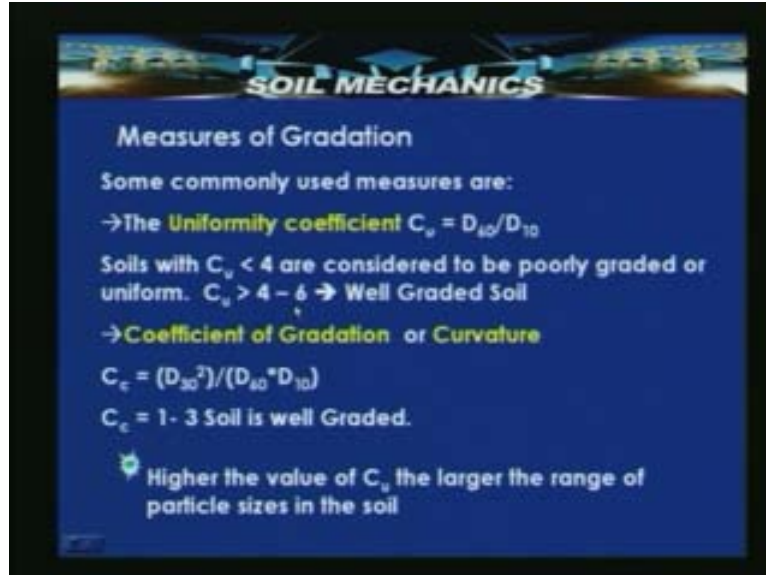 SOIL MECHANICS
Measures of Gradation
Some commonly used measures are:
→The Uniformity coefficient Cᵤ = D₆₀/D₁₀
Soils with Cᵤ < 4 are considered to be poorly graded or
uniform. Cᵤ > 4 – 6 → Well Graded Soil
→Coefficient of Gradation or Curvature
C꜀ = (D₃₀²)/(D₆₀*D₁₀)
C꜀ = 1- 3 Soil is well Graded.
Higher the value of Cᵤ the larger the range of
particle sizes in the soil